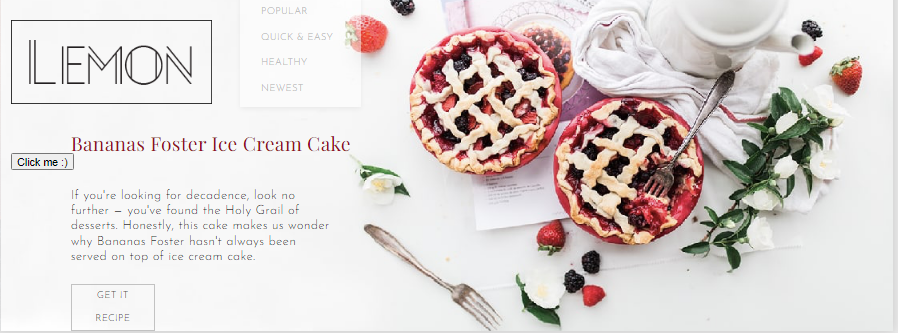 POPULAR
LEMON
QUICK & EASY
HEALTHY
NEWEST
Bananas Foster Ice Cream Cake
Click me :)
If you're looking for decadence, look no
further – you've found the Holy Grail of
desserts. Honestly, this cake makes us wonder
why Bananas Foster hasn't always been
served on top of ice cream cake.
GET IT
RECIPE